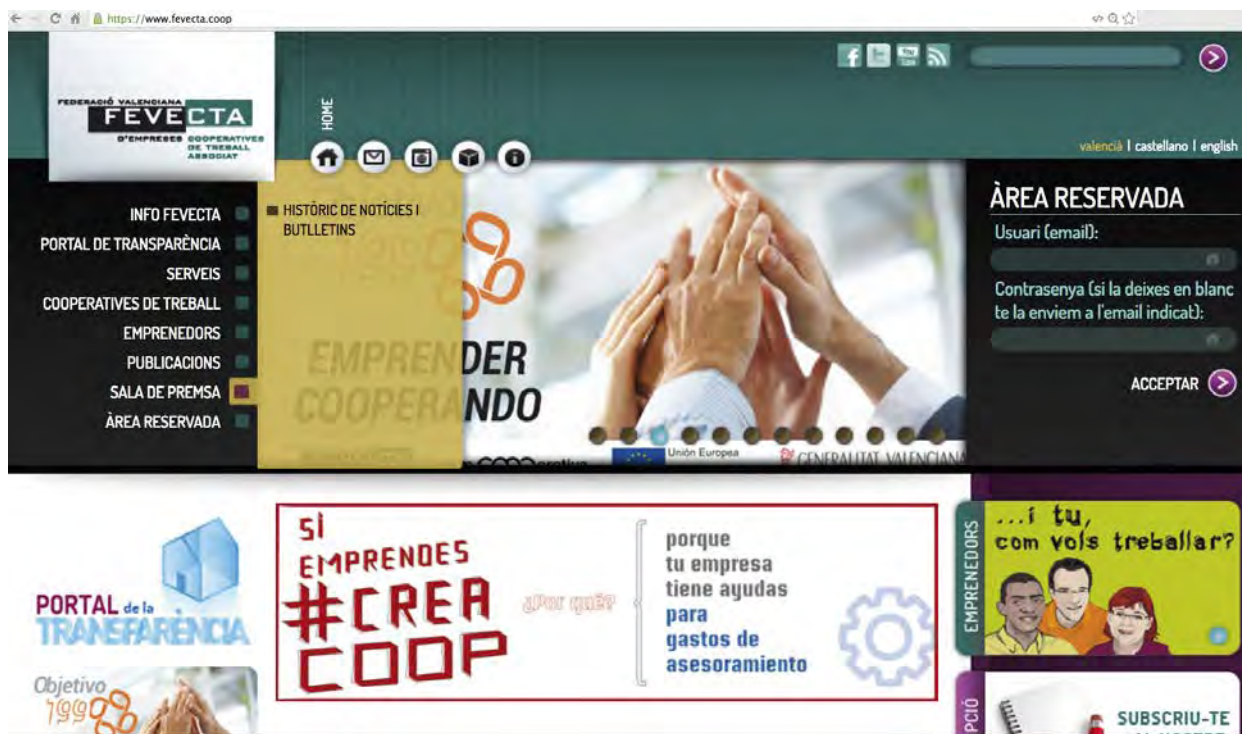 https://www.fevecta.coop
FEDERACIÓ VALENCIANA
FEVECTA
D'EMPRESES COOPERATIVES
DE TREBALL
ASSOCIAT
HOME
You
Tube
valencià | castellano | english
INFO FEVECTA
PORTAL DE TRANSPARÈNCIA
SERVEIS
COOPERATIVES DE TREBALL
EMPRENEDORS
PUBLICACIONS
SALA DE PREMSA
ÀREA RESERVADA
HISTÒRIC DE NOTÍCIES I
BUTLLETINS
EMPRENDER
COOPERANDO
Unión Europea
GENERALITAT VALENCIANA
ÀREA RESERVADA
Usuari (email):
Contrasenya (si la deixes en blanc
te la enviem a l'email indicat):
ACCEPTAR
PORTAL de la
TRANSPARÈNCIA
Objetivo
SI
EMPRENDES
#CREA
COOP
¿Por qué?
porque
tu empresa
tiene ayudas
para
gastos de
asesoramiento
EMPRENEDORS
...i tu,
com vols treballar?
SUBSCRIU-TE